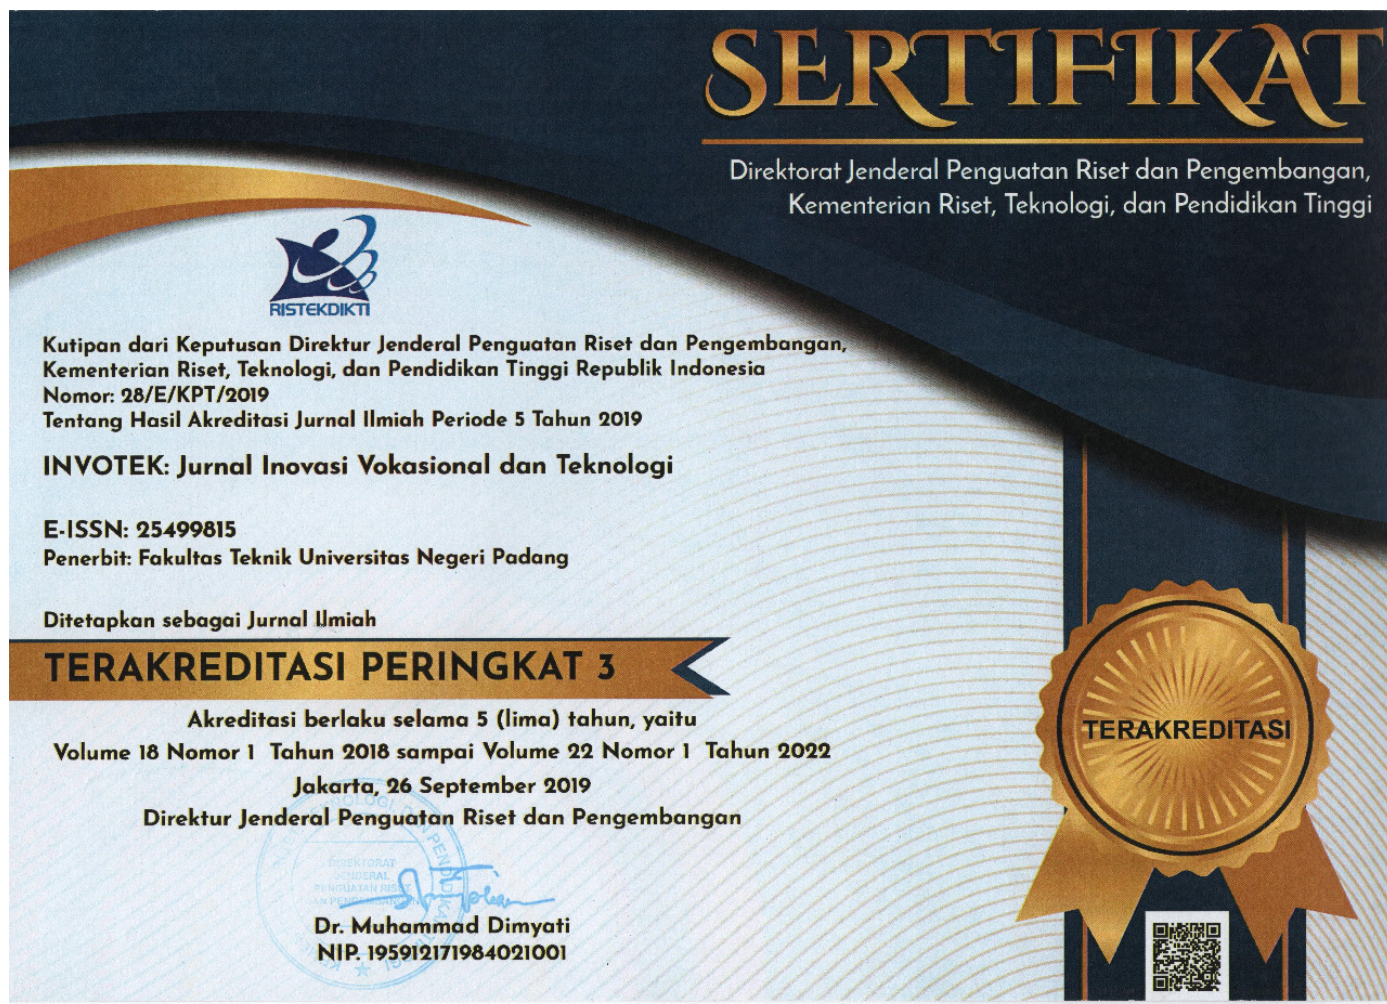 SERTIFIKAT
Direktorat Jenderal Penguatan Riset dan Pengembangan,
Kementerian Riset, Teknologi, dan Pendidikan Tinggi
RISTEKDIKTI
Kutipan dari Keputusan Direktur Jenderal Penguatan Riset dan Pengembangan,
Kementerian Riset, Teknologi, dan Pendidikan Tinggi Republik Indonesia
Nomor: 28/E/KPT/2019
Tentang Hasil Akreditasi Jurnal Ilmiah Periode 5 Tahun 2019
INVOTEK: Jurnal Inovasi Vokasional dan Teknologi
E-ISSN: 25499815
Penerbit: Fakultas Teknik Universitas Negeri Padang
Ditetapkan sebagai Jurnal Ilmiah
TERAKREDITASI PERINGKAT 3
TERAKREDITASI
Akreditasi berlaku selama 5 (lima) tahun, yaitu
Volume 18 Nomor 1 Tahun 2018 sampai Volume 22 Nomor 1 Tahun 2022
Jakarta, 26 September 2019
Direktur Jenderal Penguatan Riset dan Pengembangan
DIREKTORAT
JENDERAL
PENGUATAN RISET
Dr. Muhammad Dimyati
NIP. 195912171984021001